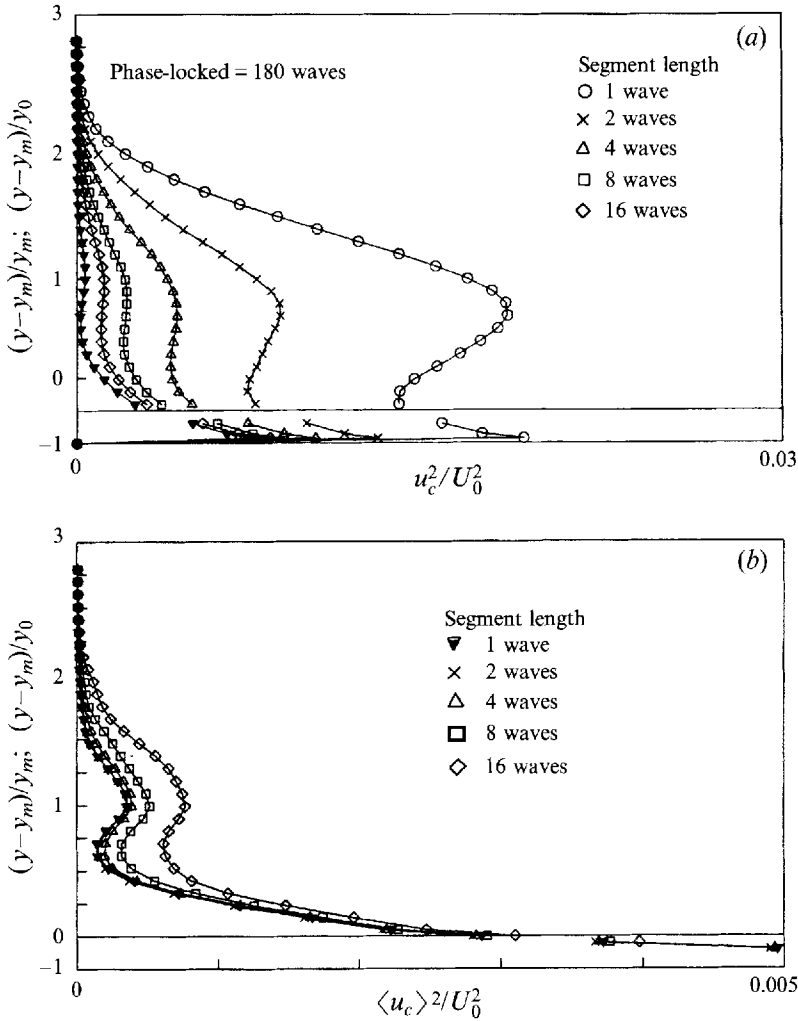 3
(a)
Phase-locked = 180 waves
Segment length
1 wave
2 waves
4 waves
8 waves
16 waves
2
1
0
−1
(y−y_m)/y_m; (y−y_m)/y_0
0
0.03
u_c^2/U_0^2
3
(b)
Segment length
1 wave
2 waves
4 waves
8 waves
16 waves
2
1
0
−1
(y−y_m)/y_m; (y−y_m)/y_0
0
0.005
⟨u_c⟩^2/U_0^2